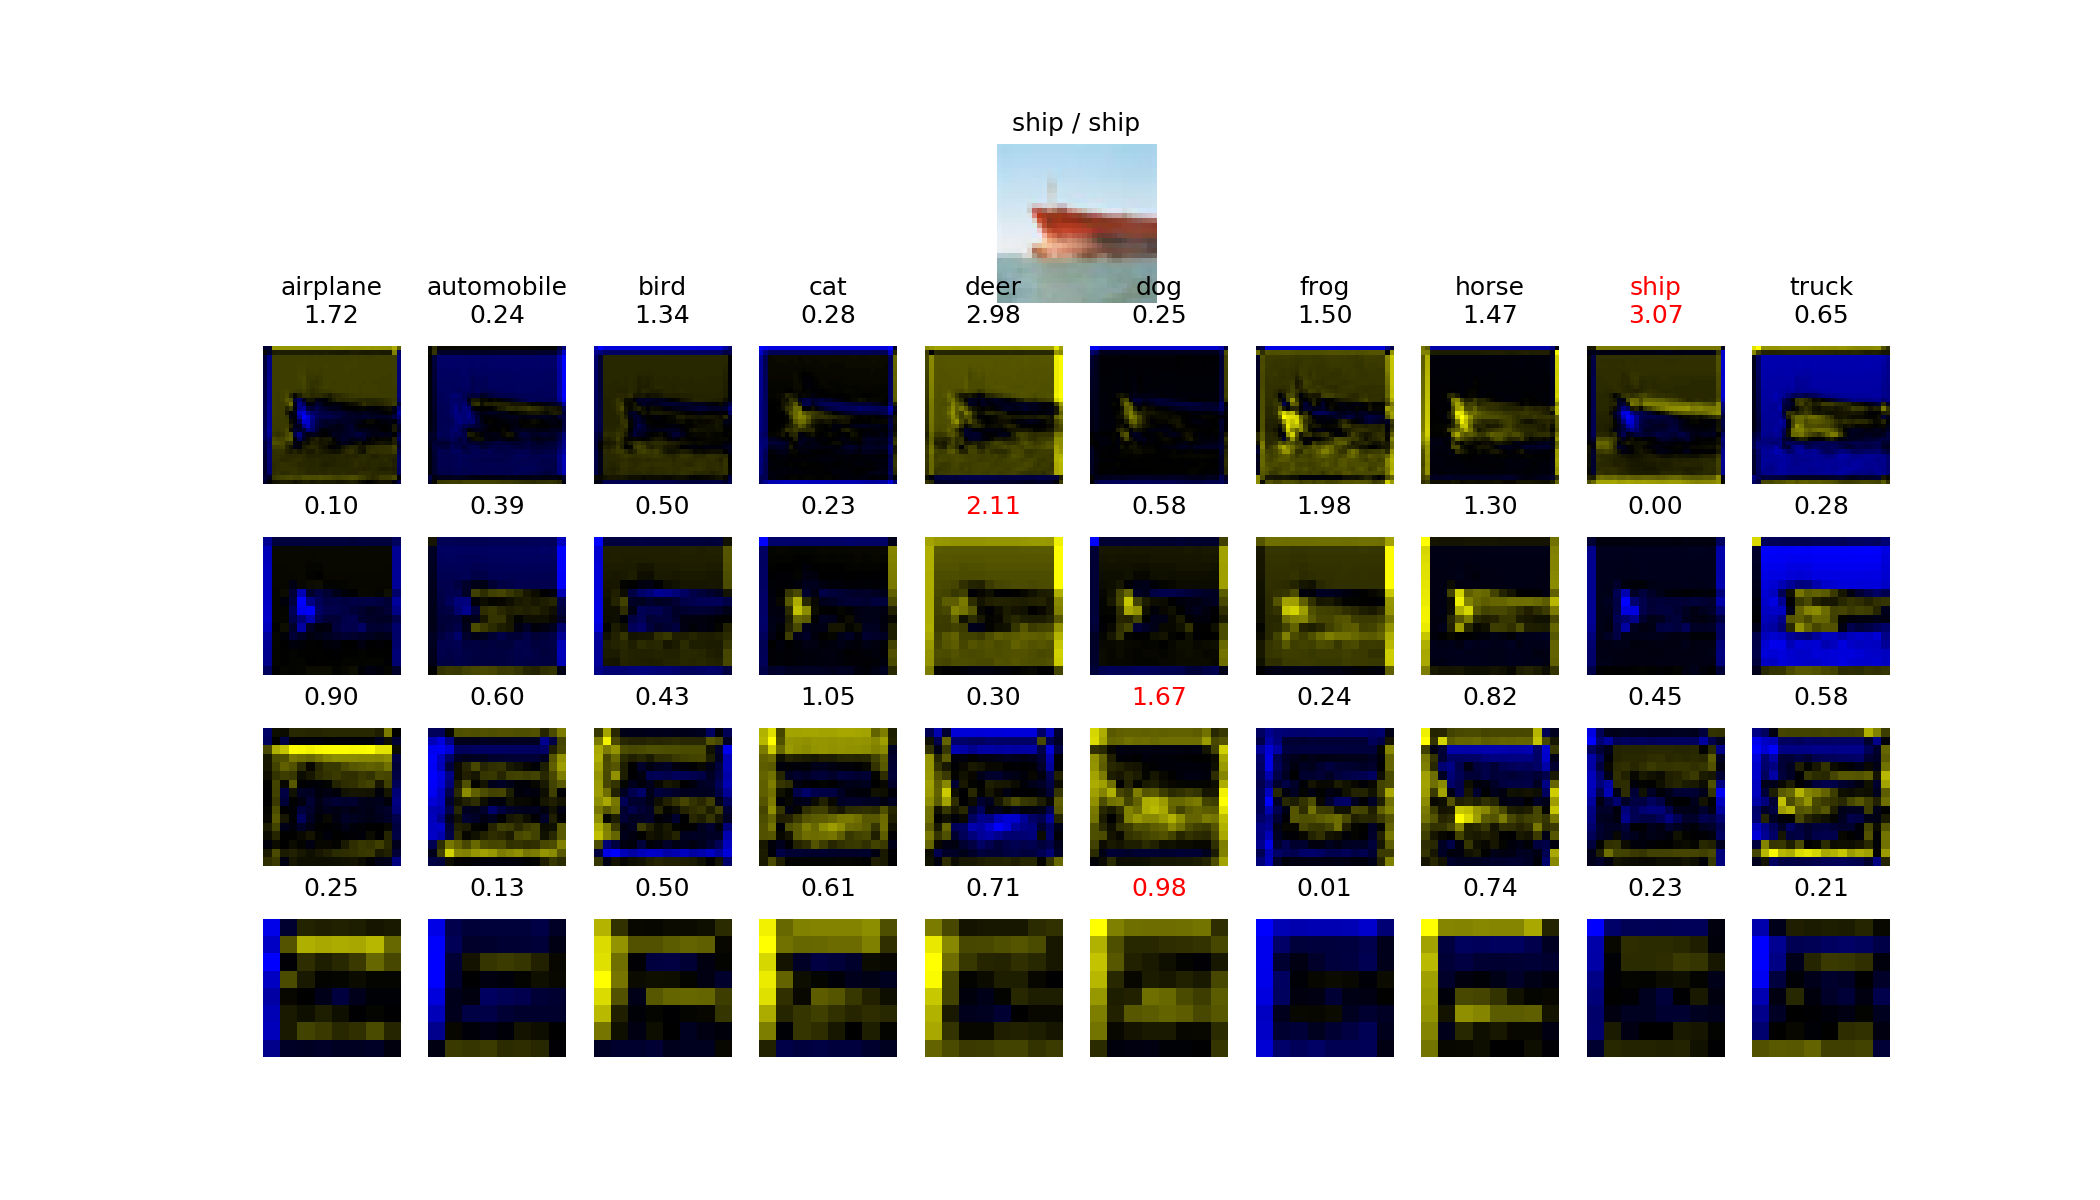 ship / ship
airplane automobile bird cat deer dog frog horse ship truck
1.72 0.24 1.34 0.28 2.98 0.25 1.50 1.47 3.07 0.65
0.10 0.39 0.50 0.23 2.11 0.58 1.98 1.30 0.00 0.28
0.90 0.60 0.43 1.05 0.30 1.67 0.24 0.82 0.45 0.58
0.25 0.13 0.50 0.61 0.71 0.98 0.01 0.74 0.23 0.21